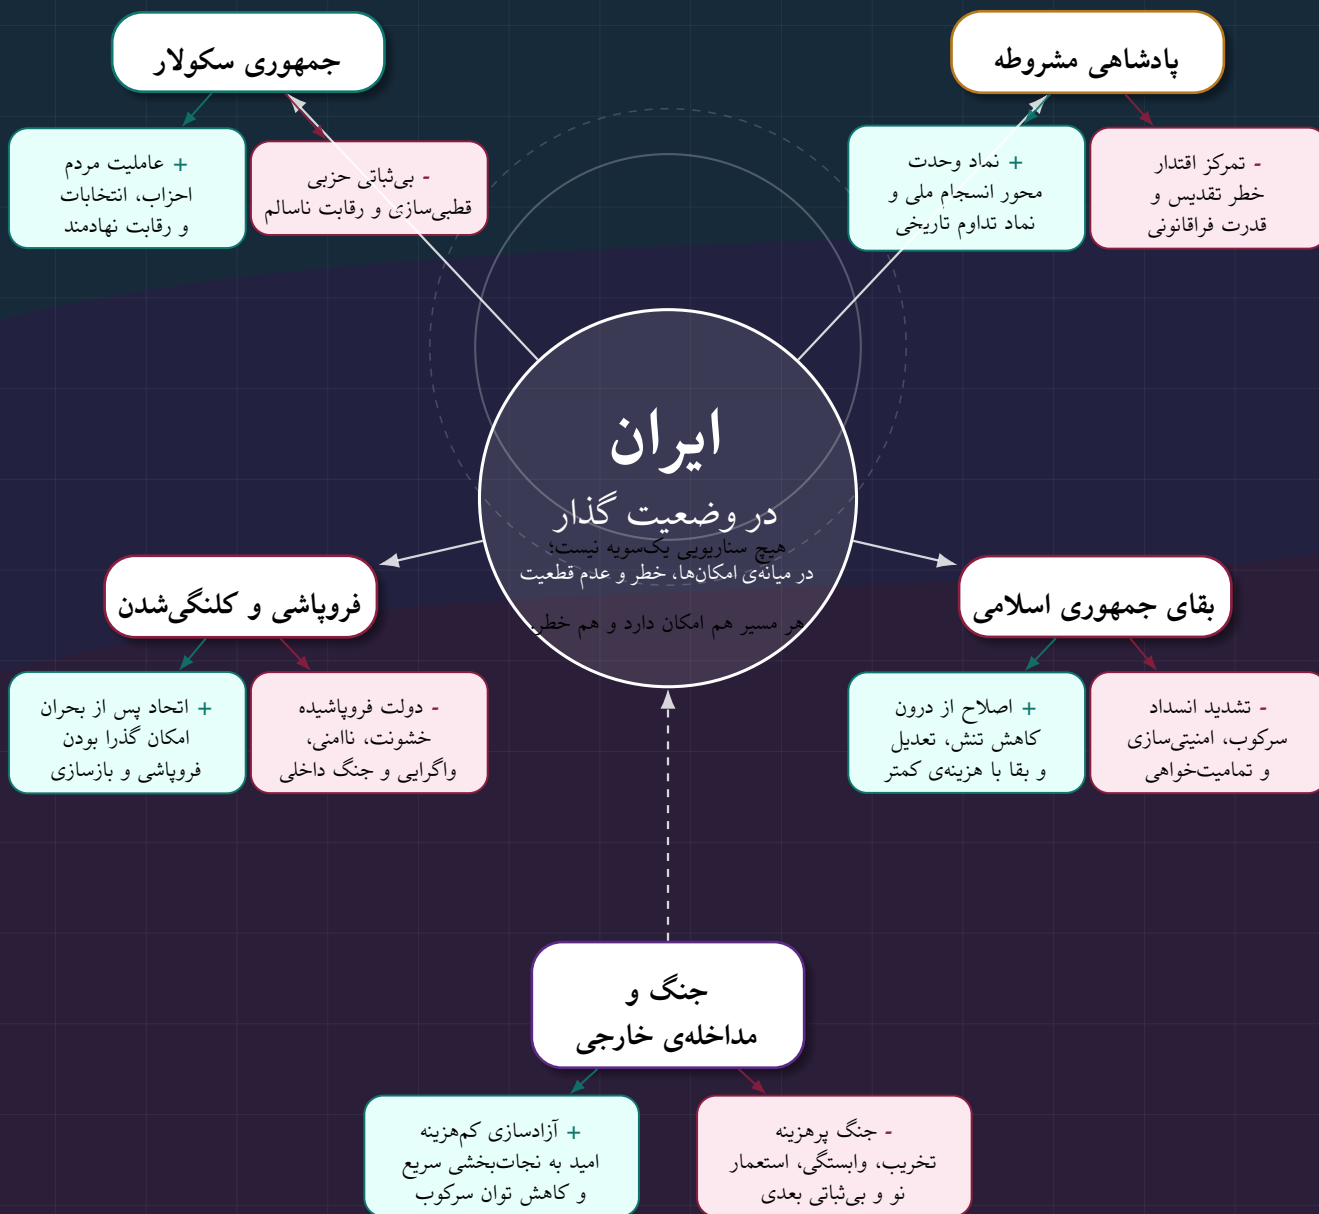 پادشاهی مشروطه
+ نماد وحدت
محور انسجام ملی و
نماد تداوم تاریخی
- تمرکز اقتدار
خطر تقدیس و
قدرت فراقانونی
جمهوری سکولار
+ عاملیت مردم
احزاب، انتخابات
و رقابت نهادمند
- بی‌ثباتی حزبی
قطبی‌سازی و رقابت ناسالم
ایران
در وضعیت گذار
هیچ سناریویی یک‌سویه نیست؛
در میانه‌ی امکان‌ها، خطر و عدم قطعیت
هر مسیر هم امکان دارد و هم خطر.
بقای جمهوری اسلامی
+ اصلاح از درون
کاهش تنش، تعدیل
و بقا با هزینه‌ی کمتر
- تشدید انسداد
سرکوب، امنیتی‌سازی
و تمامیت‌خواهی
فروپاشی و کلنگی‌شدن
+ اتحاد پس از بحران
امکان گذرا بودن
فروپاشی و بازسازی
- دولت فروپاشیده
خشونت، ناامنی،
واگرایی و جنگ داخلی
جنگ و
مداخله‌ی خارجی
+ آزادسازی کم‌هزینه
امید به نجات‌بخشی سریع
و کاهش توان سرکوب
- جنگ پرهزینه
تخریب، وابستگی، استعمار
نو و بی‌ثباتی بعدی